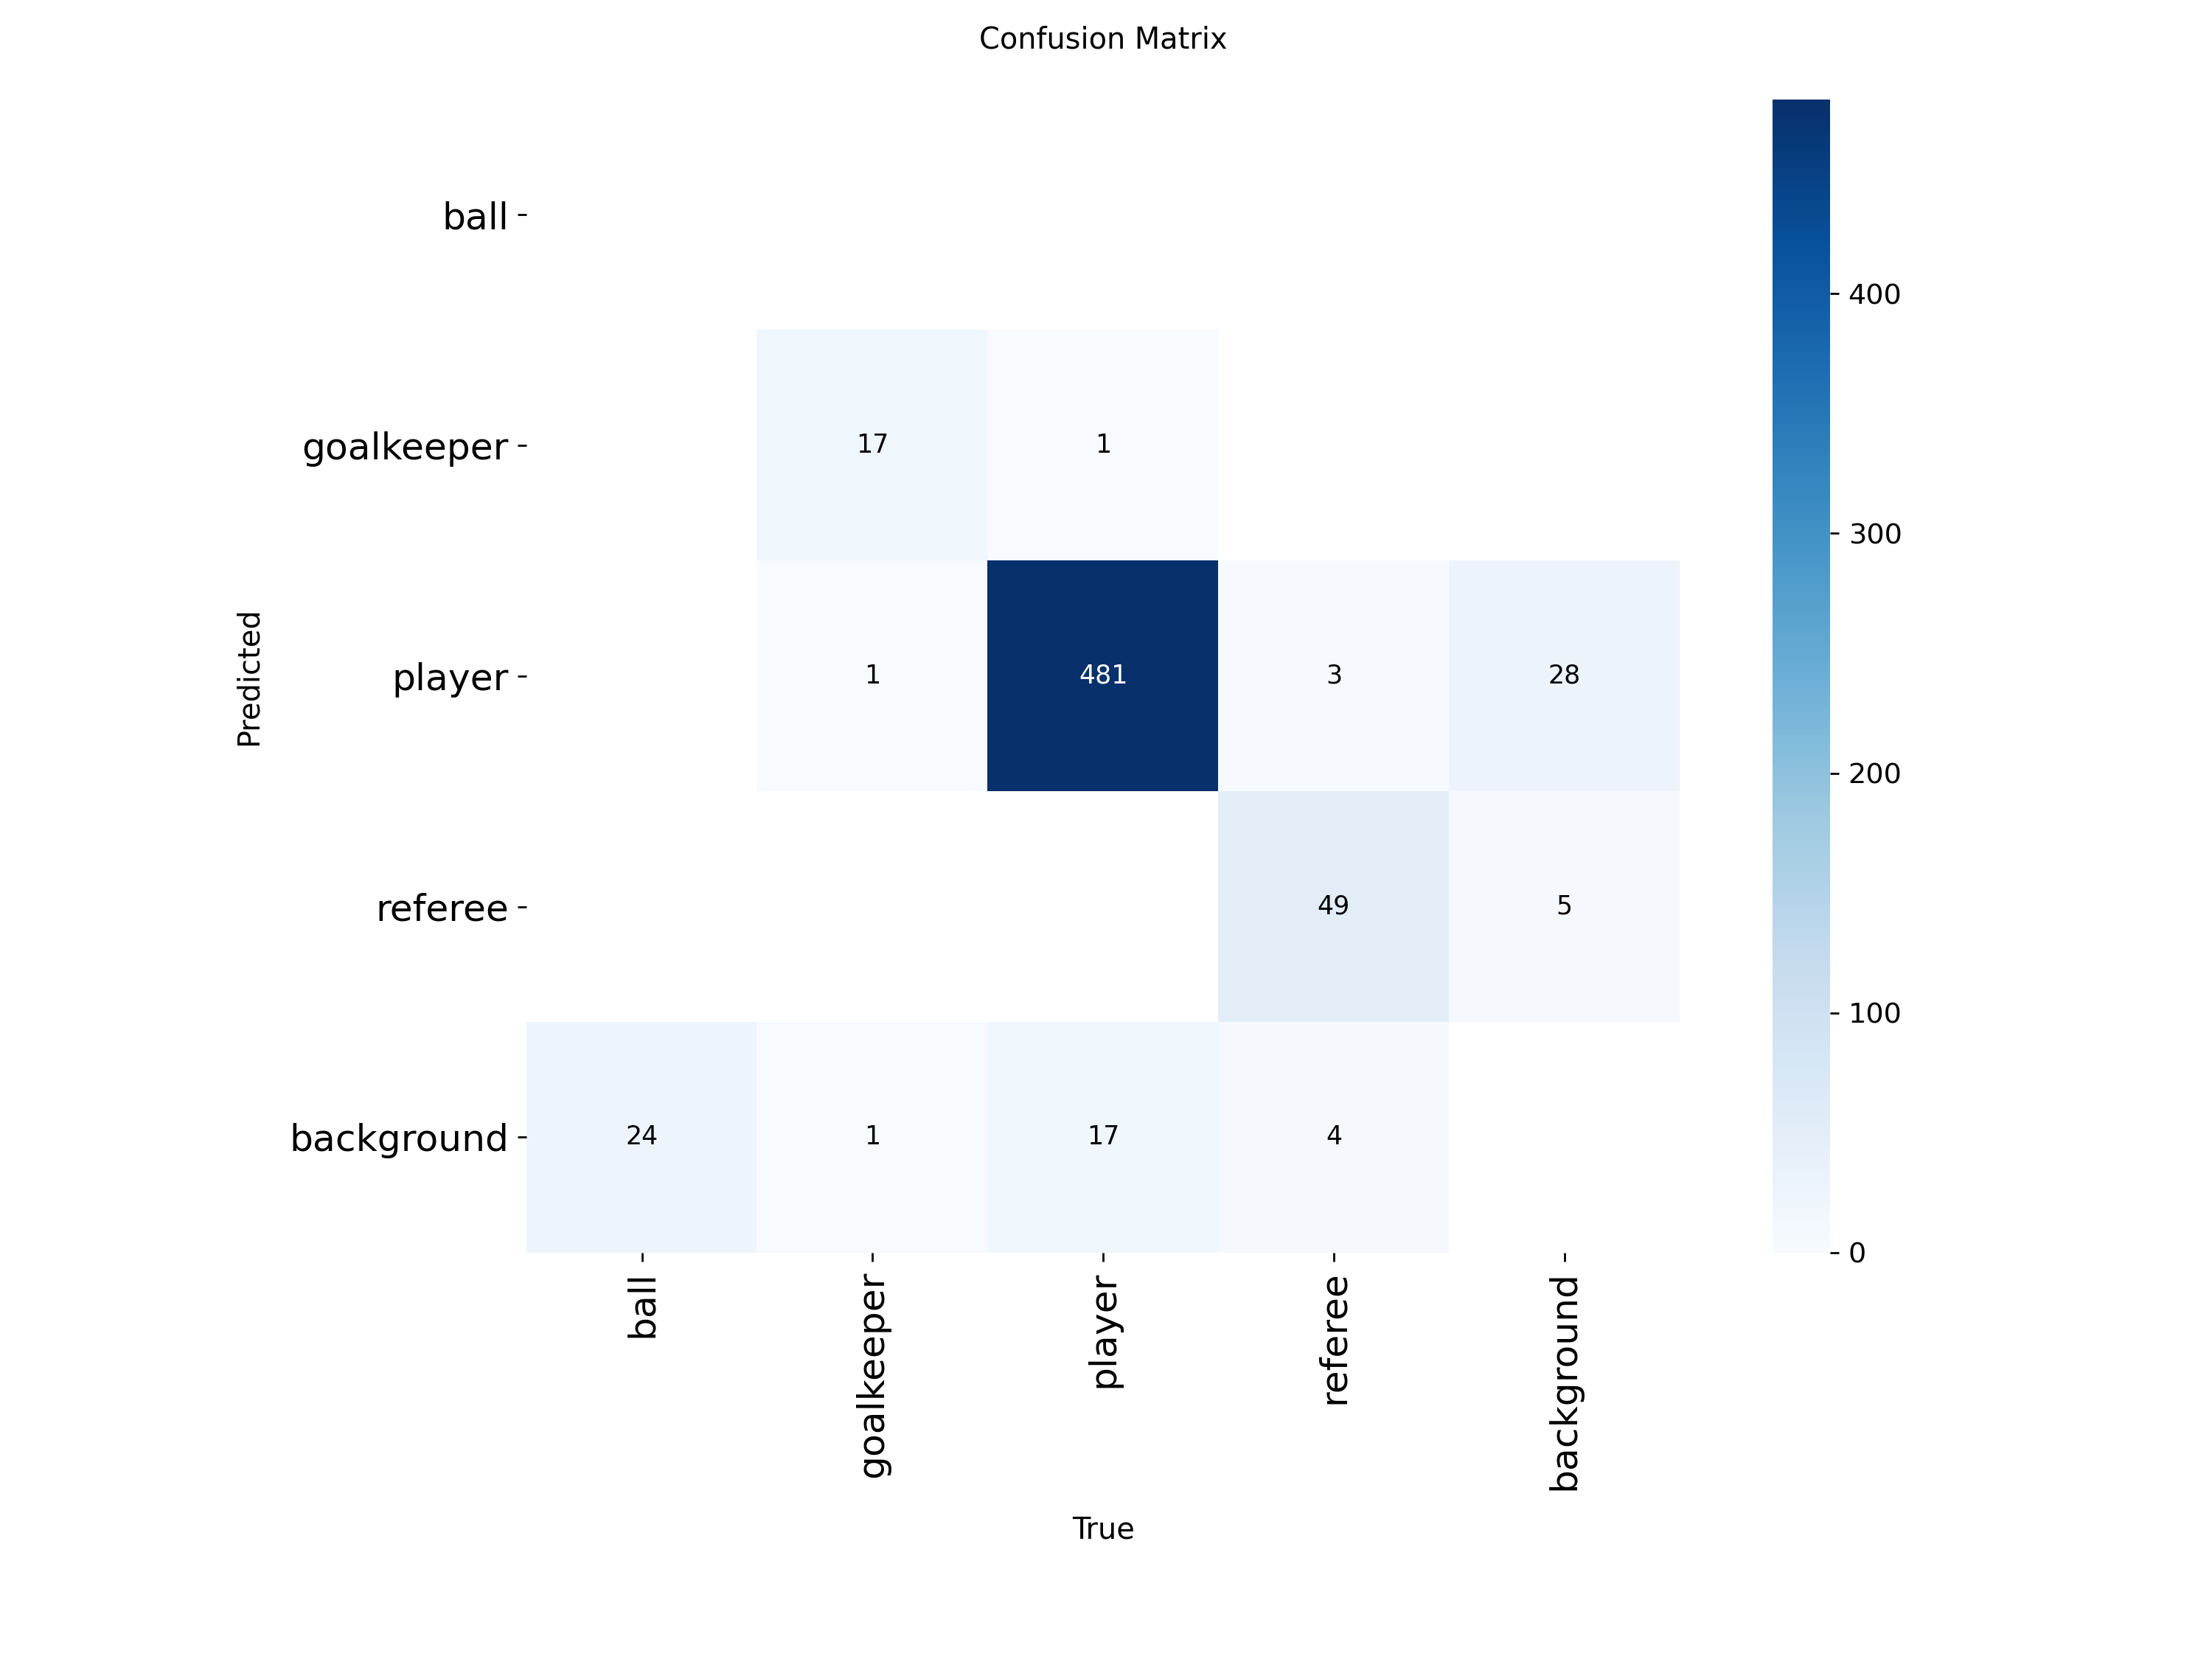 Confusion Matrix
ball
goalkeeper
player
referee
background
Predicted
17 1
1 481 3 28
49 5
24 1 17 4
ball
goalkeeper
player
referee
background
True
400
300
200
100
0